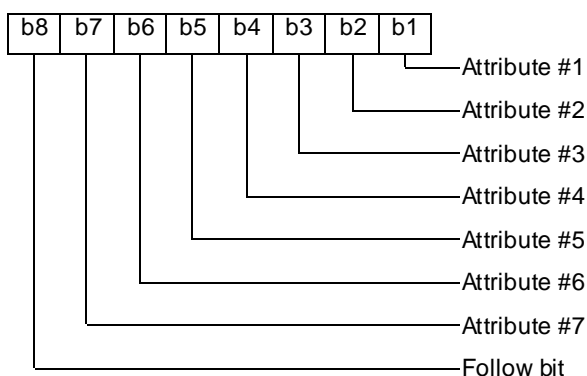 b8 b7 b6 b5 b4 b3 b2 b1
Attribute #1
Attribute #2
Attribute #3
Attribute #4
Attribute #5
Attribute #6
Attribute #7
Follow bit